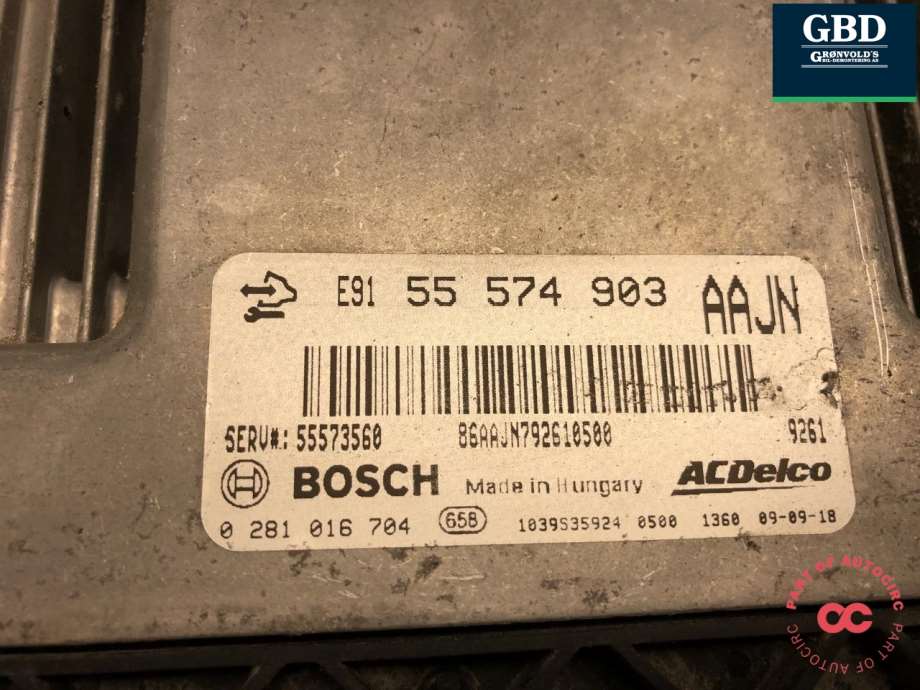 GBD
GRØNVOLD'S
BIL-DEMONTERING AS
E91 55 574 903 AAJN
SERV#: 55573560 86AAJN792610500 9261
BOSCH Made in Hungary ACDelco
0 281 016 704 65B 1039S35924 0500 1360 09-09-18
PART OF AUTOCIRC PART OF AUTOCIRC